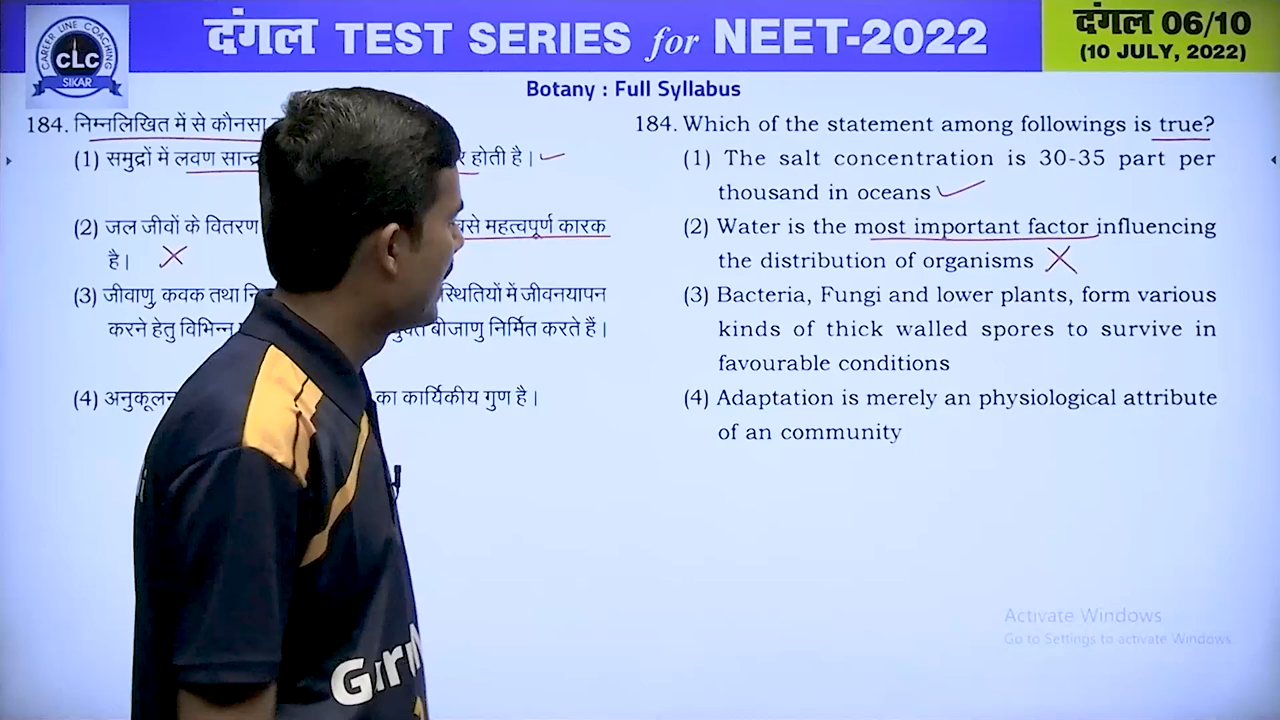 CAREER LINE COACHING
CLC
SIKAR
दंगल TEST SERIES for NEET-2022
दंगल 06/10
(10 JULY, 2022)
Botany : Full Syllabus
184. निम्नलिखित में से कौनसा
(1) समुद्रों में लवण होती है।
(2) जल जीवों के वितरण महत्वपूर्ण कारक
है।
(3) जीवाणु, कवक तथा में जीवनयापन
करने हेतु विभिन्न बीजाणु निर्मित करते हैं।
(4) का कार्यिकीय गुण है।
184. Which of the statement among followings is true?
(1) The salt concentration is 30-35 part per
thousand in oceans
(2) Water is the most important factor influencing
the distribution of organisms
(3) Bacteria, Fungi and lower plants, form various
kinds of thick walled spores to survive in
favourable conditions
(4) Adaptation is merely an physiological attribute
of an community
Activate Windows
Go to Settings to activate Windows.